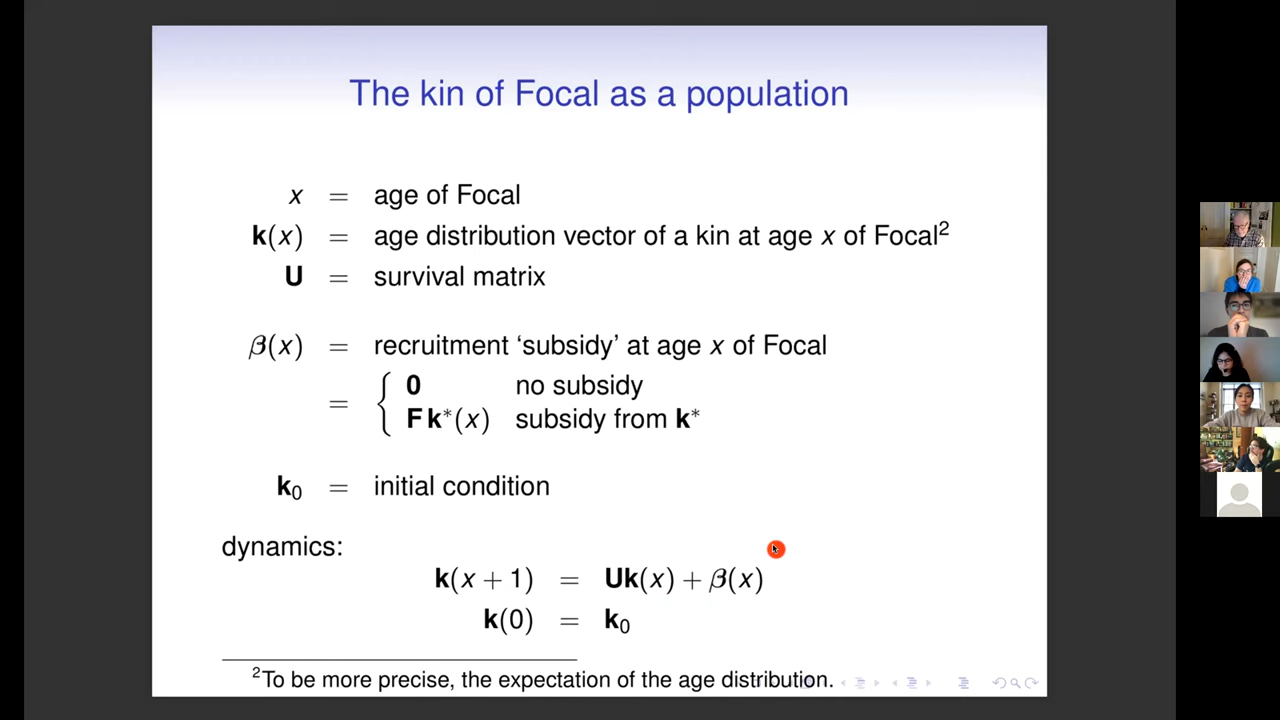 The kin of Focal as a population
x = age of Focal
k(x) = age distribution vector of a kin at age x of Focal²
U = survival matrix
β(x) = recruitment ‘subsidy’ at age x of Focal
= { 0 no subsidy
F k*(x) subsidy from k*
k₀ = initial condition
dynamics:
k(x + 1) = Uk(x) + β(x)
k(0) = k₀
²To be more precise, the expectation of the age distribution.